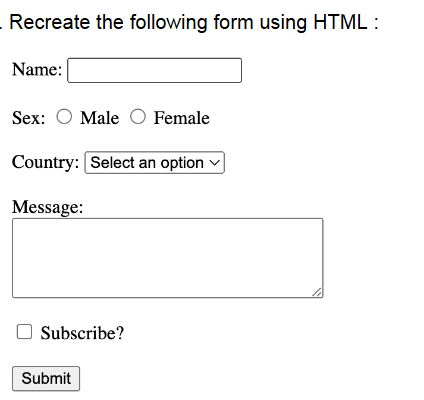 . Recreate the following form using HTML :
Name:
Sex: Male Female
Country: Select an option
Message:
Subscribe?
Submit